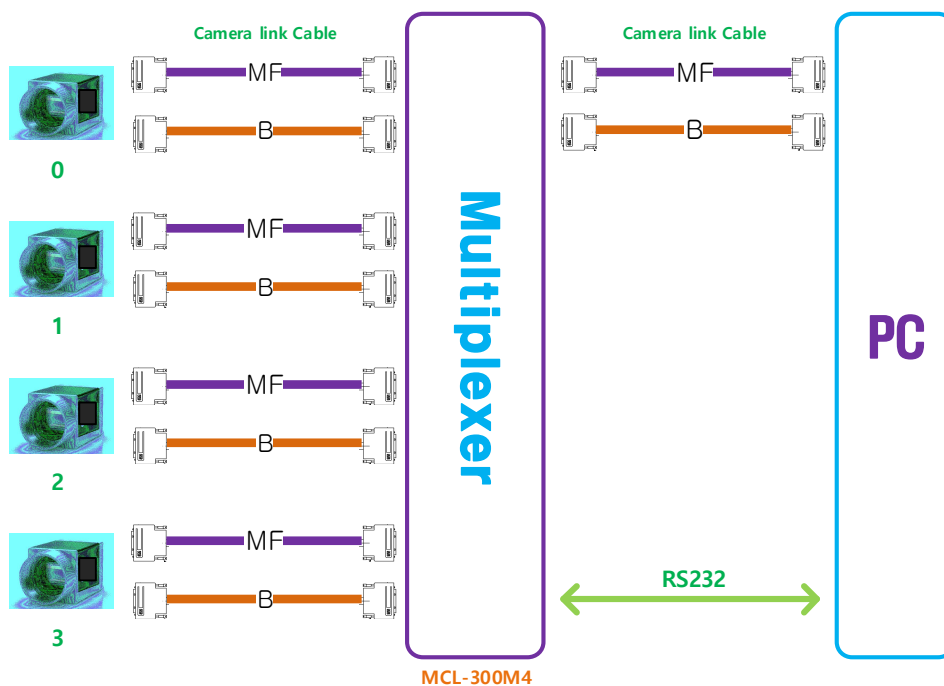 Camera link Cable
Camera link Cable
MF
MF
B
B
0
MF
B
1
MF
B
2
MF
B
3
Multiplexer
PC
RS232
MCL-300M4